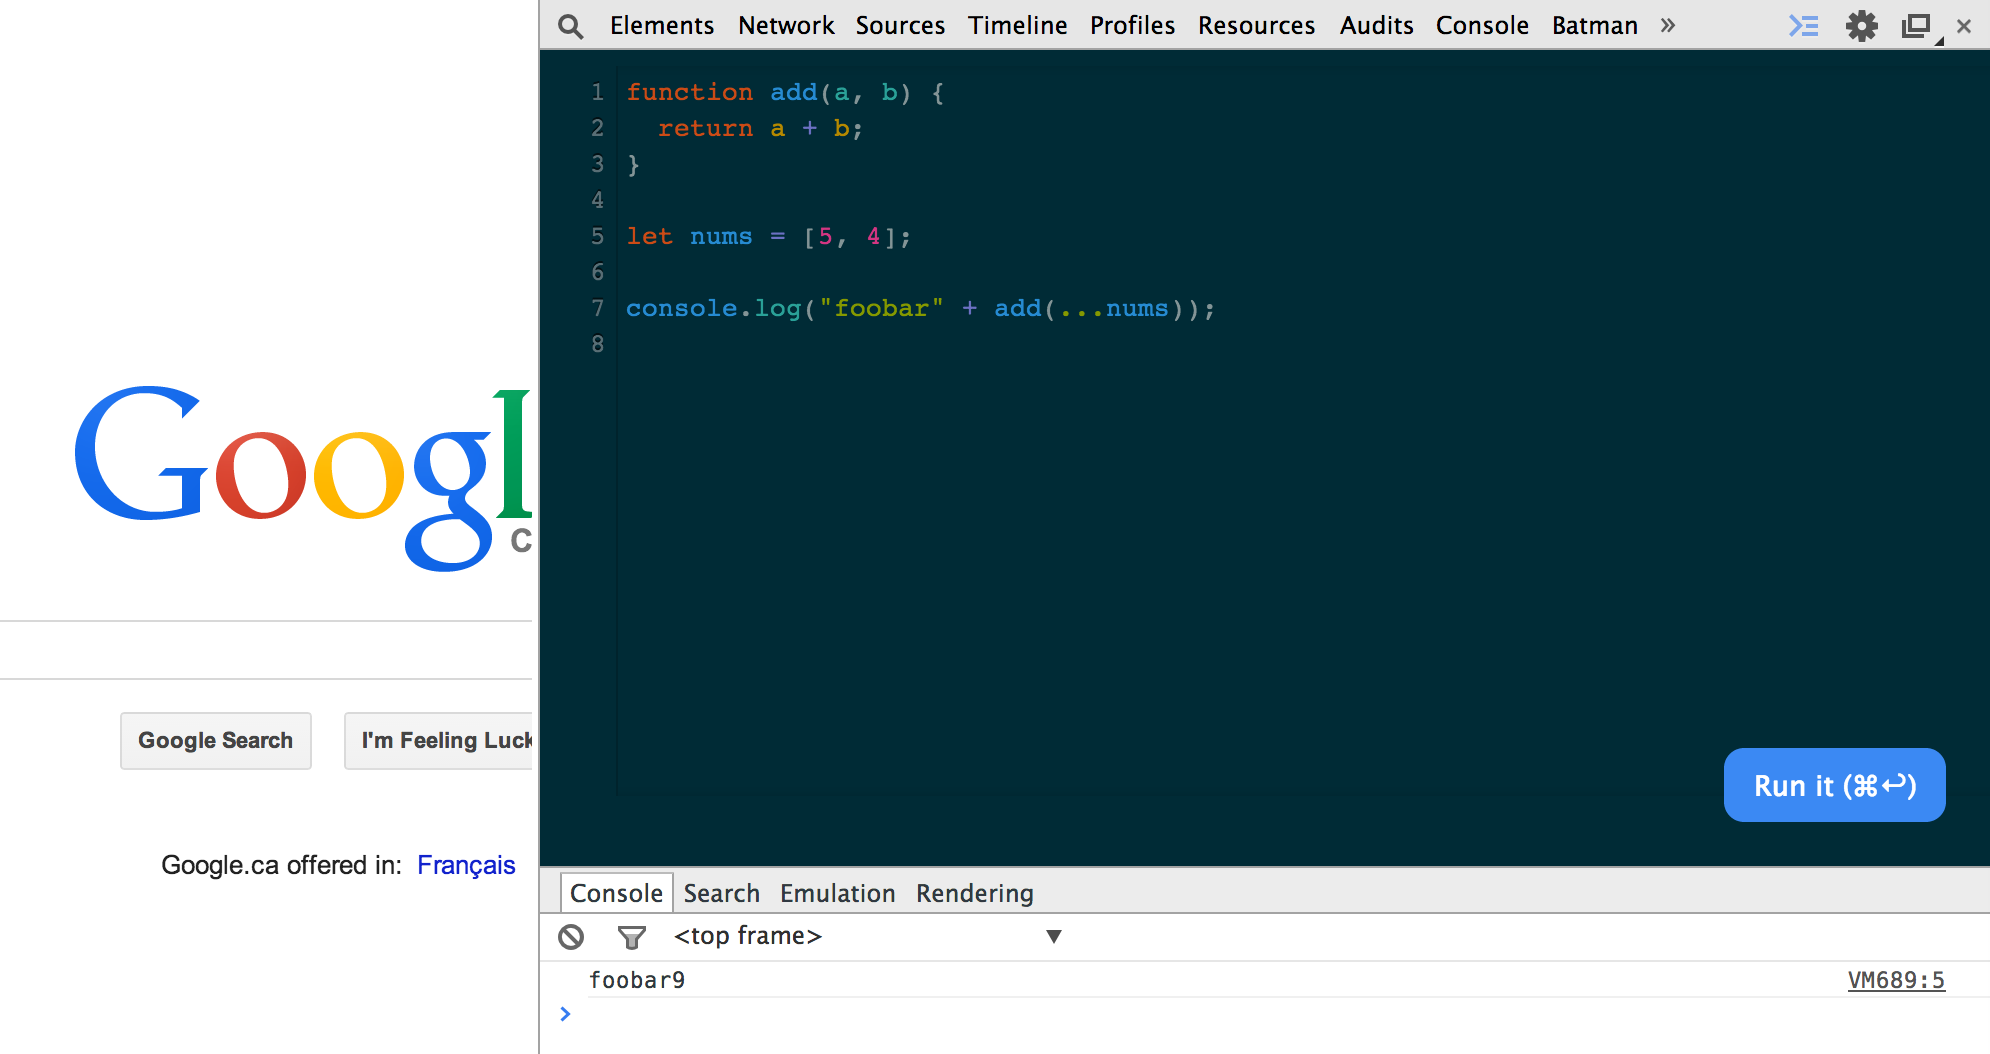 Elements Network Sources Timeline Profiles Resources Audits Console Batman »
1 function add(a, b) {
2   return a + b;
3 }
4
5 let nums = [5, 4];
6
7 console.log("foobar" + add(...nums));
8
Googl
c
Google Search
I'm Feeling Luck
Google.ca offered in: Français
Run it (⌘↩)
Console Search Emulation Rendering
<top frame> ▼
foobar9 VM689:5
>